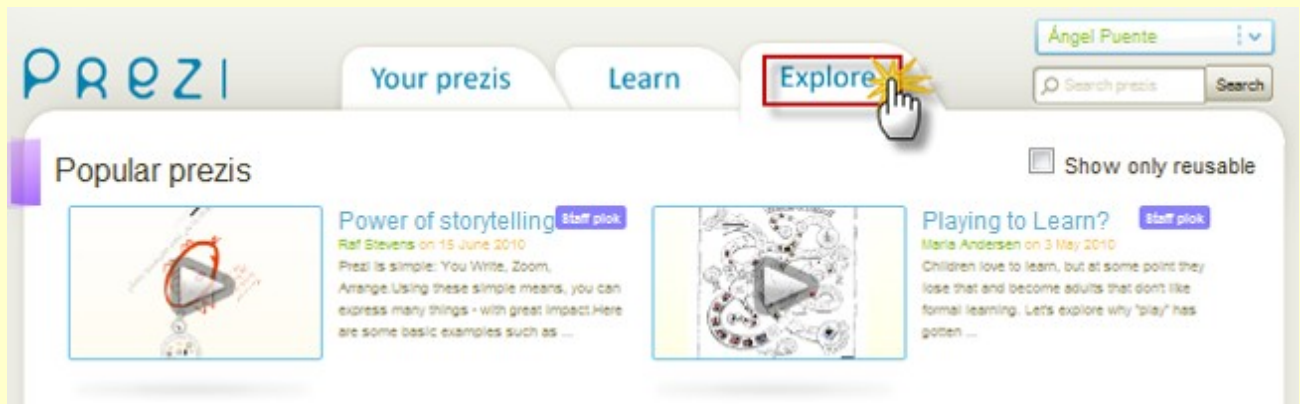 Ángel Puente
PREZI
Your prezis
Learn
Explore
Search prezis
Search
Popular prezis
Show only reusable
Power of storytelling
Staff pick
Raf Stevens on 15 June 2010
Prezi is simple: You Write, Zoom,
Arrange.Using these simple means, you can
express many things - with great impact.Here
are some basic examples such as ...
Playing to Learn?
Staff pick
Maria Andersen on 3 May 2010
Children love to learn, but at some point they
lose that and become adults that don't like
formal learning. Let's explore why "play" has
gotten ...